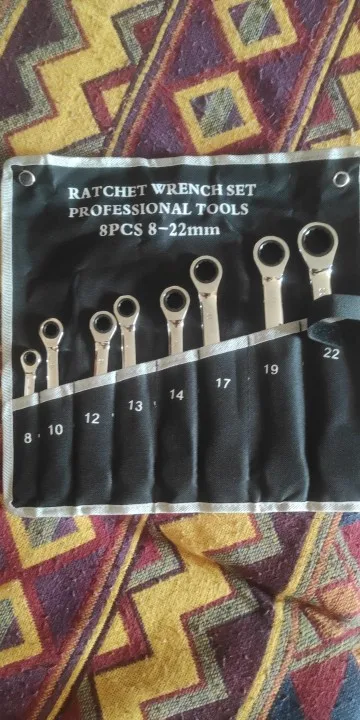 RATCHET WRENCH SET
PROFESSIONAL TOOLS
8PCS 8-22mm
8 10 12 13 14 17 19 22